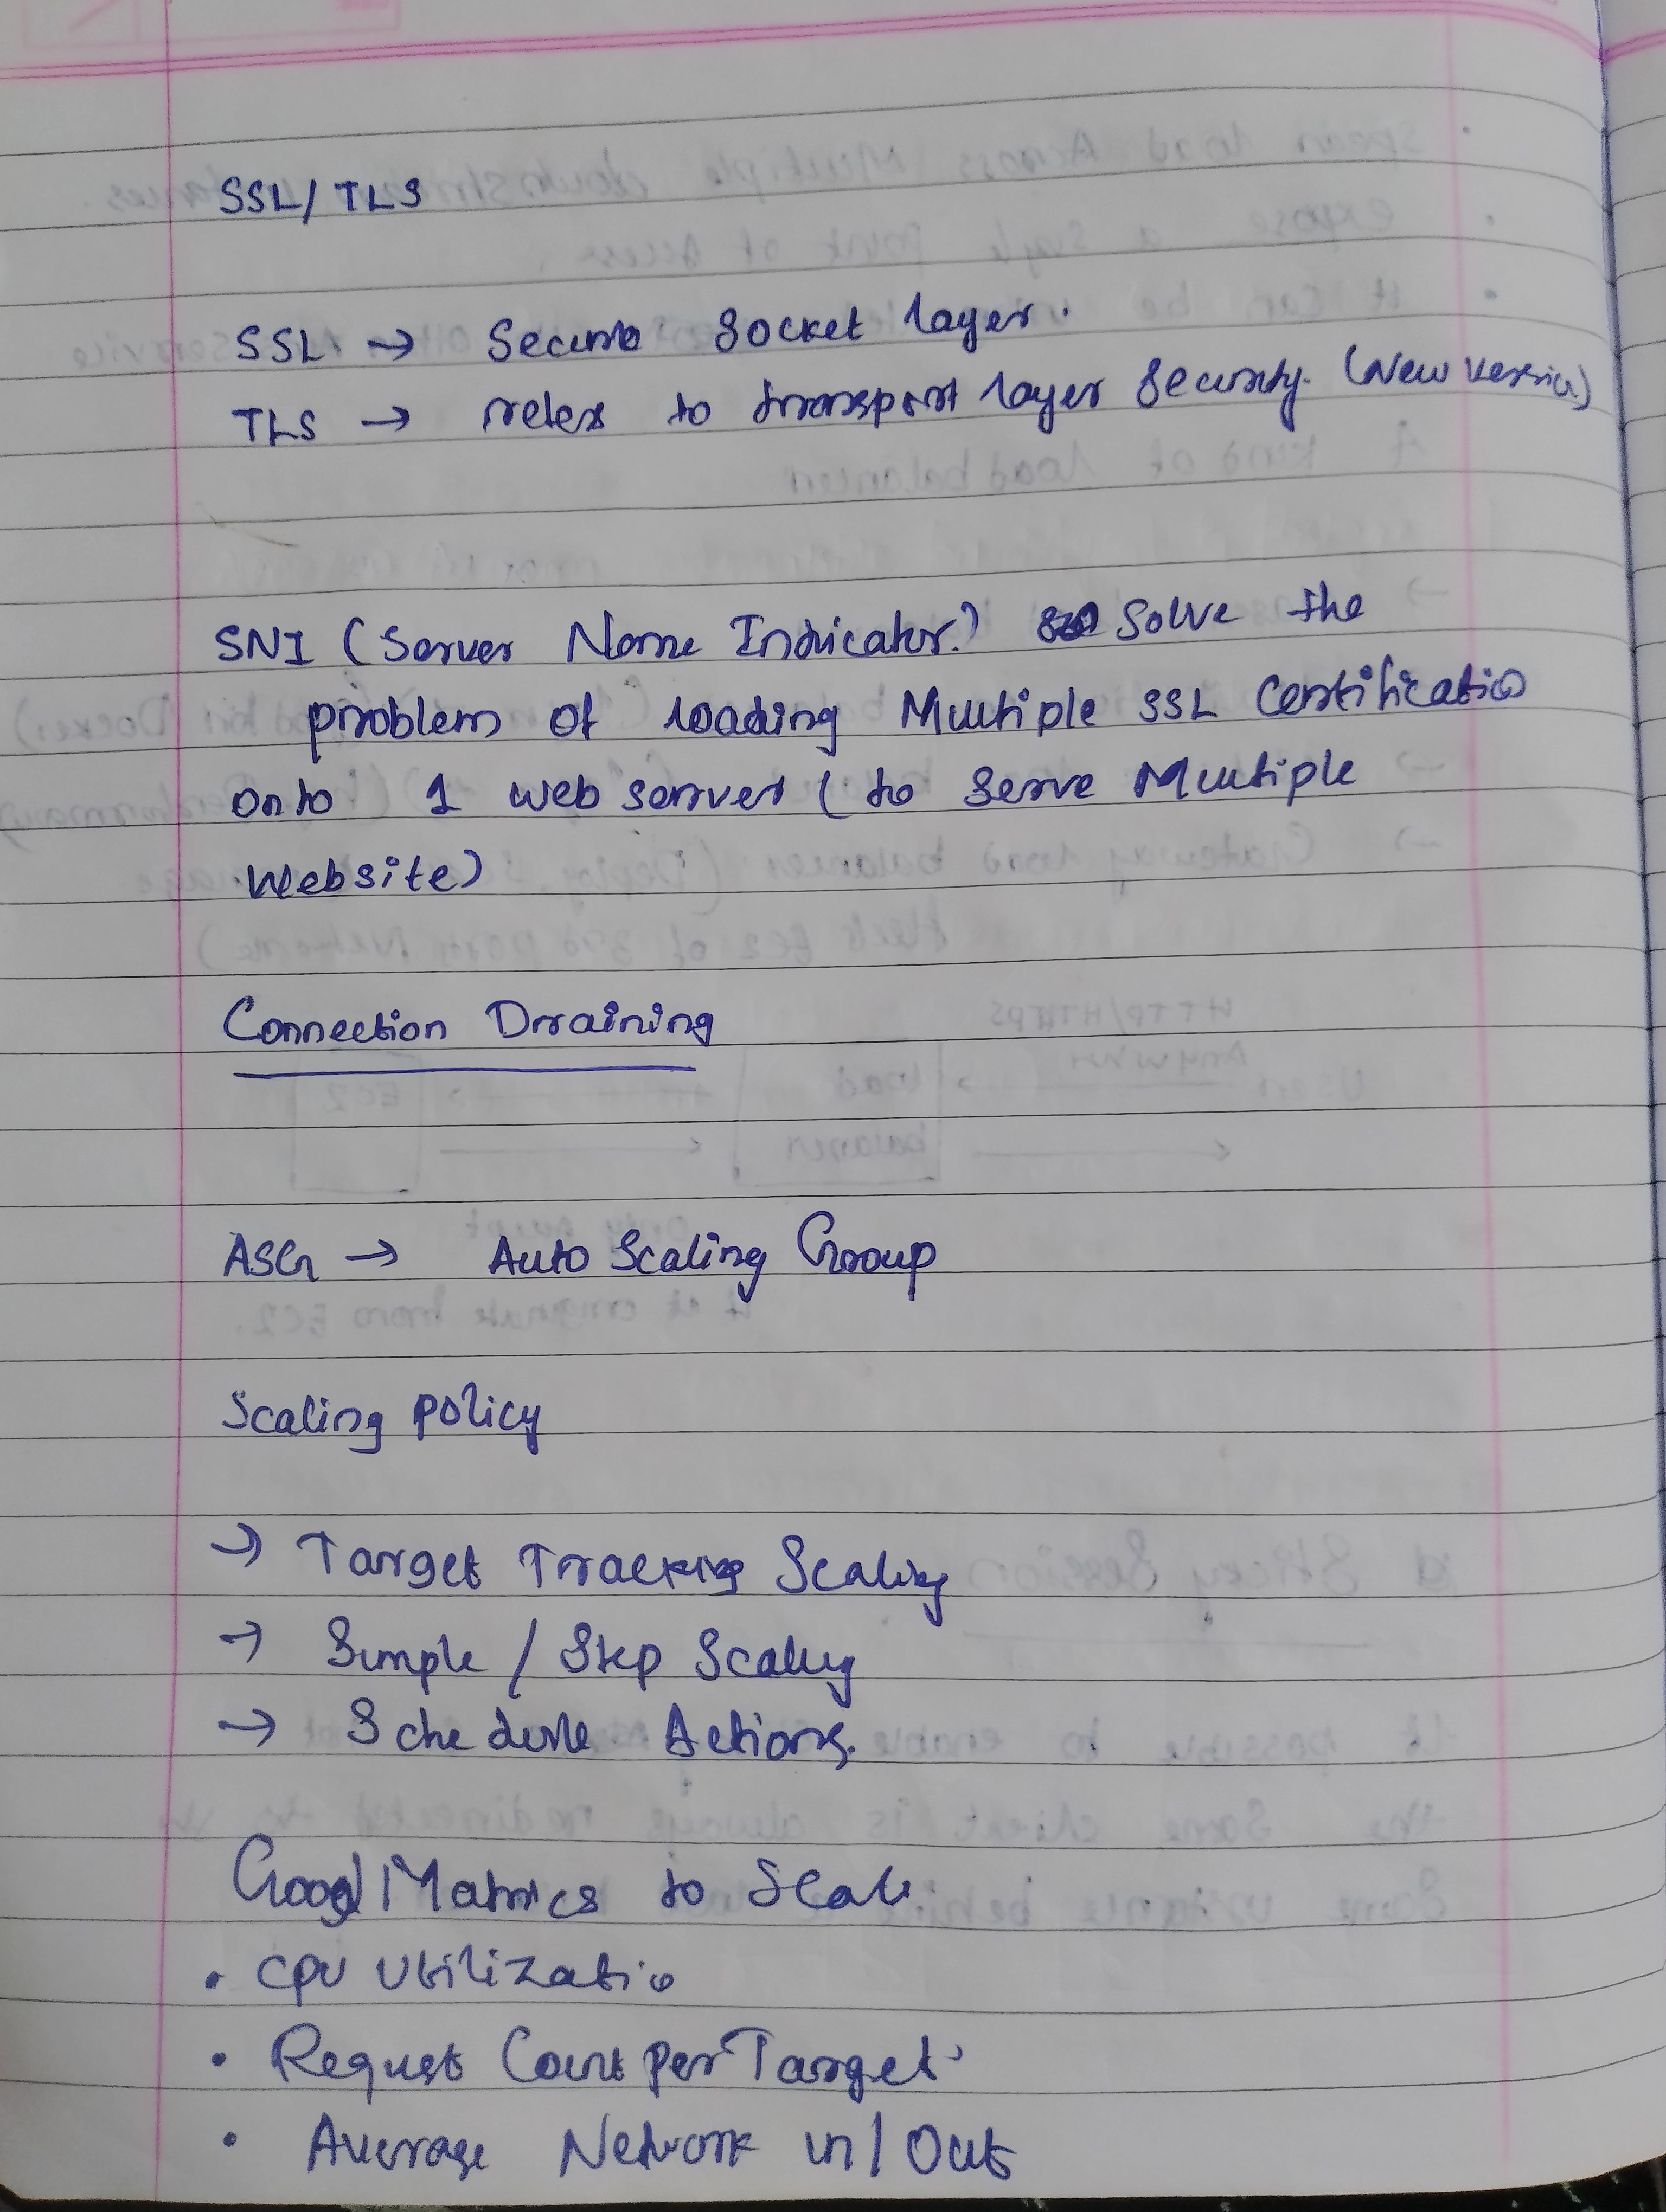 SSL/TLS
SSL → Secure Socket layer.
TLS → refers to transport layer Security. (New Version)
SNI (Server Name Indicator.) Solve the
problem of loading Multiple SSL Certificatio
onto 1 web server (to serve Multiple
Website)
Connection Draining
ASG → Auto Scaling Group
Scaling policy
→ Target Tracking Scaling
→ Simple / Step Scaling
→ Schedule Actions.
Good Matrics to Scale
• CPU Utilizatio
• Request Count per Target
• Average Network in/Out